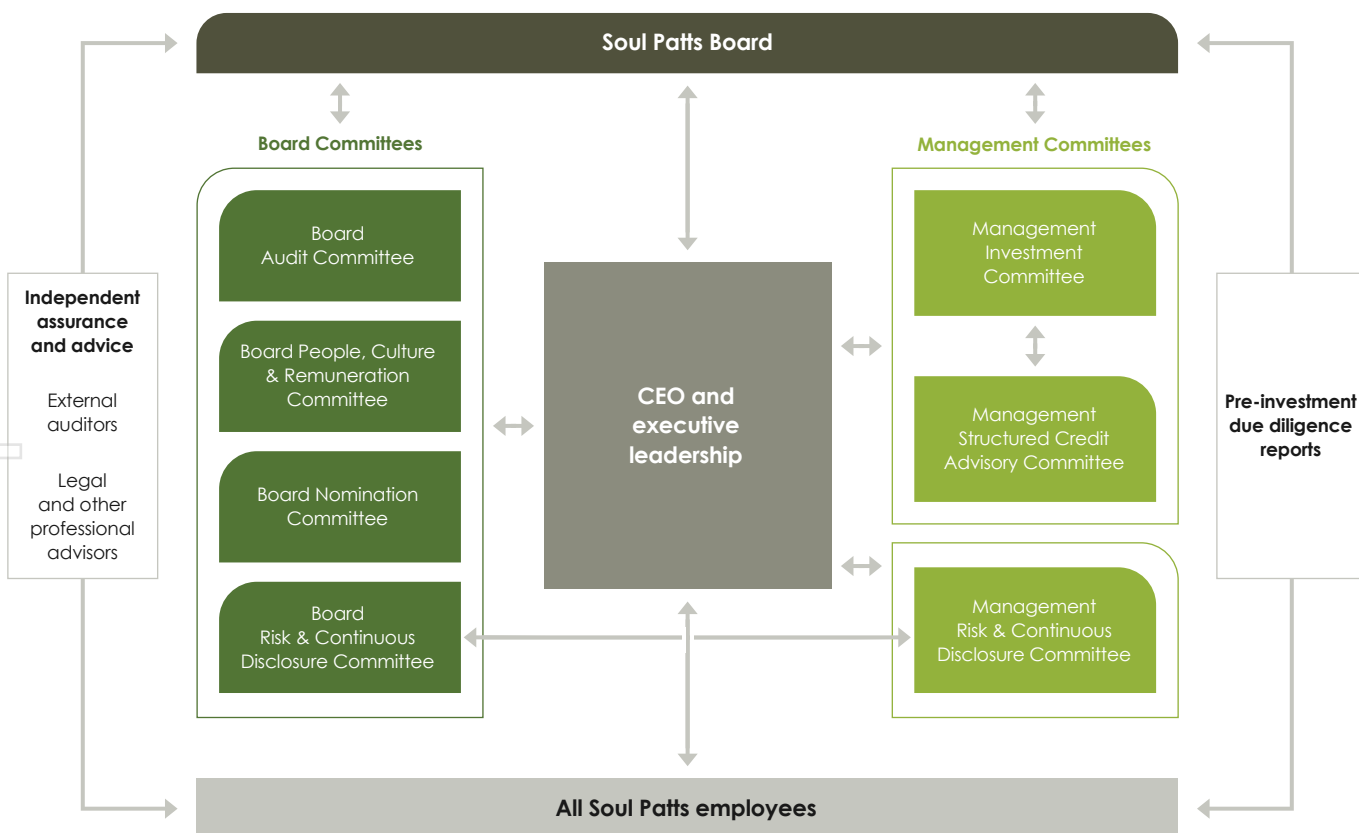 Soul Patts Board
Board Committees
Management Committees
Independent
assurance
and advice
External
auditors
Legal
and other
professional
advisors
Board
Audit Committee
Board People, Culture
& Remuneration
Committee
Board Nomination
Committee
Board
Risk & Continuous
Disclosure Committee
CEO and
executive
leadership
Management
Investment
Committee
Management
Structured Credit
Advisory Committee
Management
Risk & Continuous
Disclosure Committee
Pre-investment
due diligence
reports
All Soul Patts employees